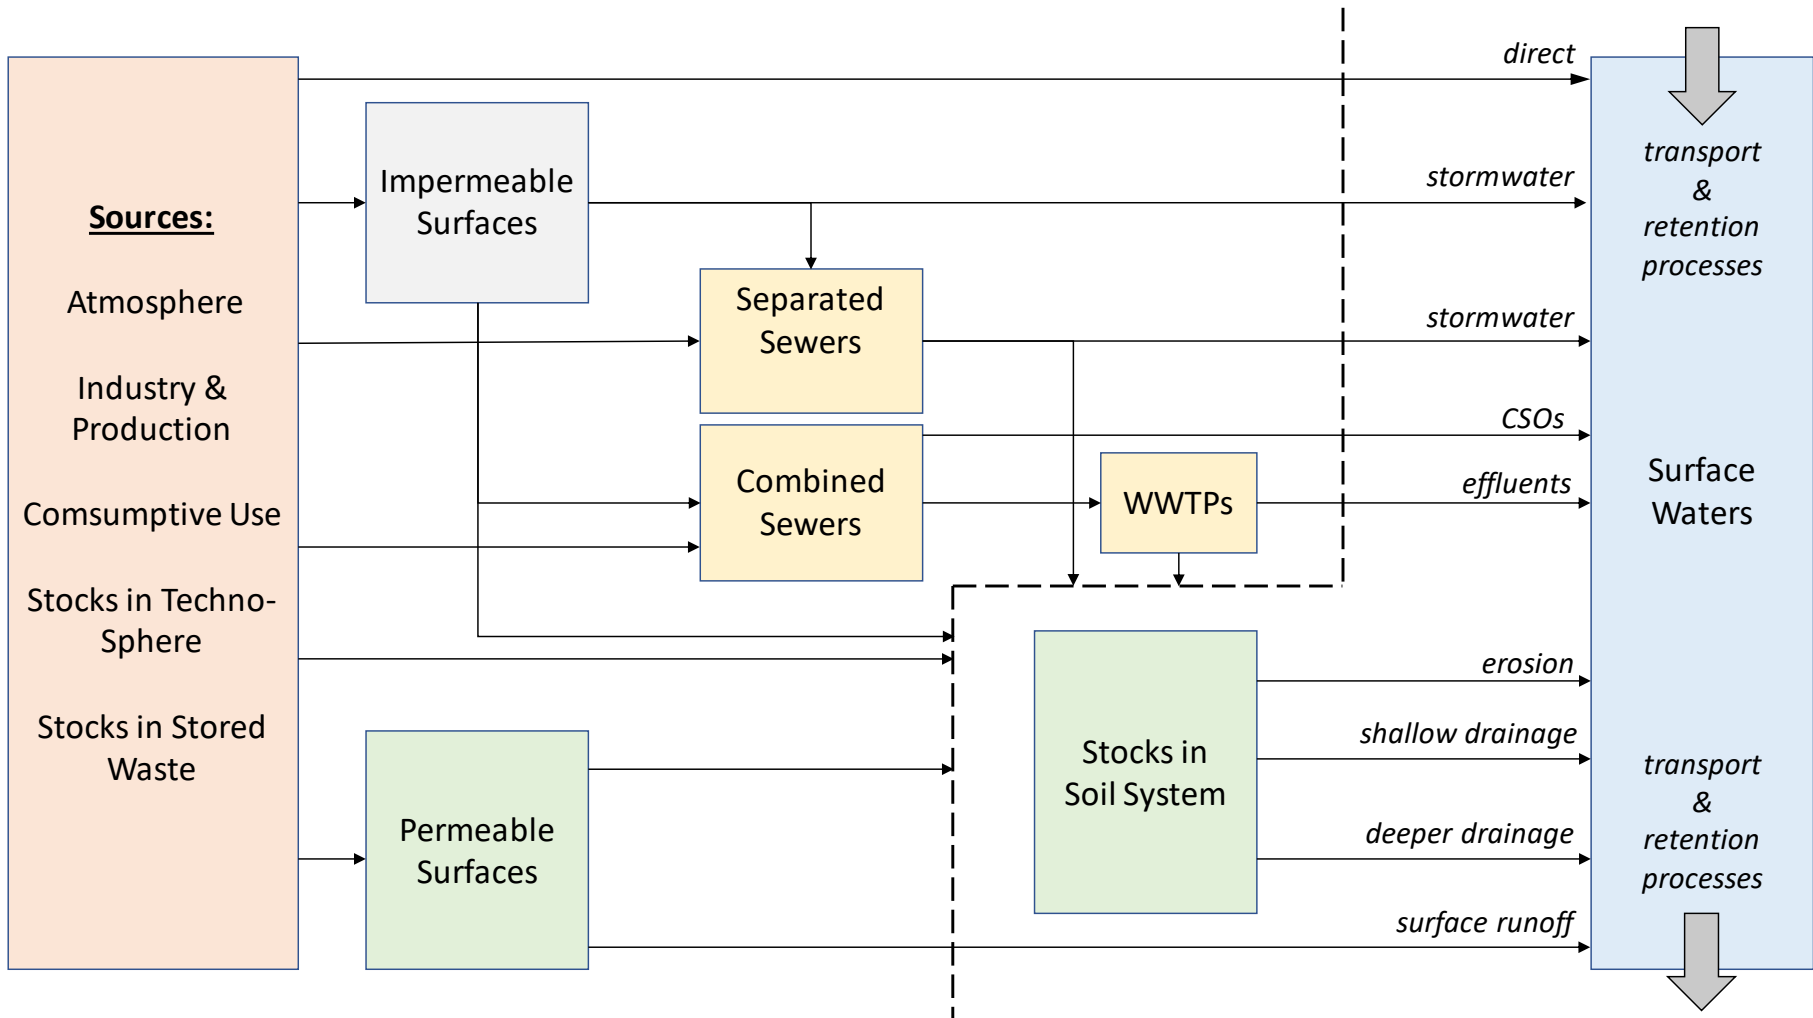 Sources:
Atmosphere
Industry &
Production
Comsumptive Use
Stocks in Techno-
Sphere
Stocks in Stored
Waste
Impermeable
Surfaces
Separated
Sewers
Combined
Sewers
WWTPs
Permeable
Surfaces
Stocks in
Soil System
direct
stormwater
stormwater
CSOs
effluents
erosion
shallow drainage
deeper drainage
surface runoff
transport
&
retention
processes
Surface
Waters
transport
&
retention
processes